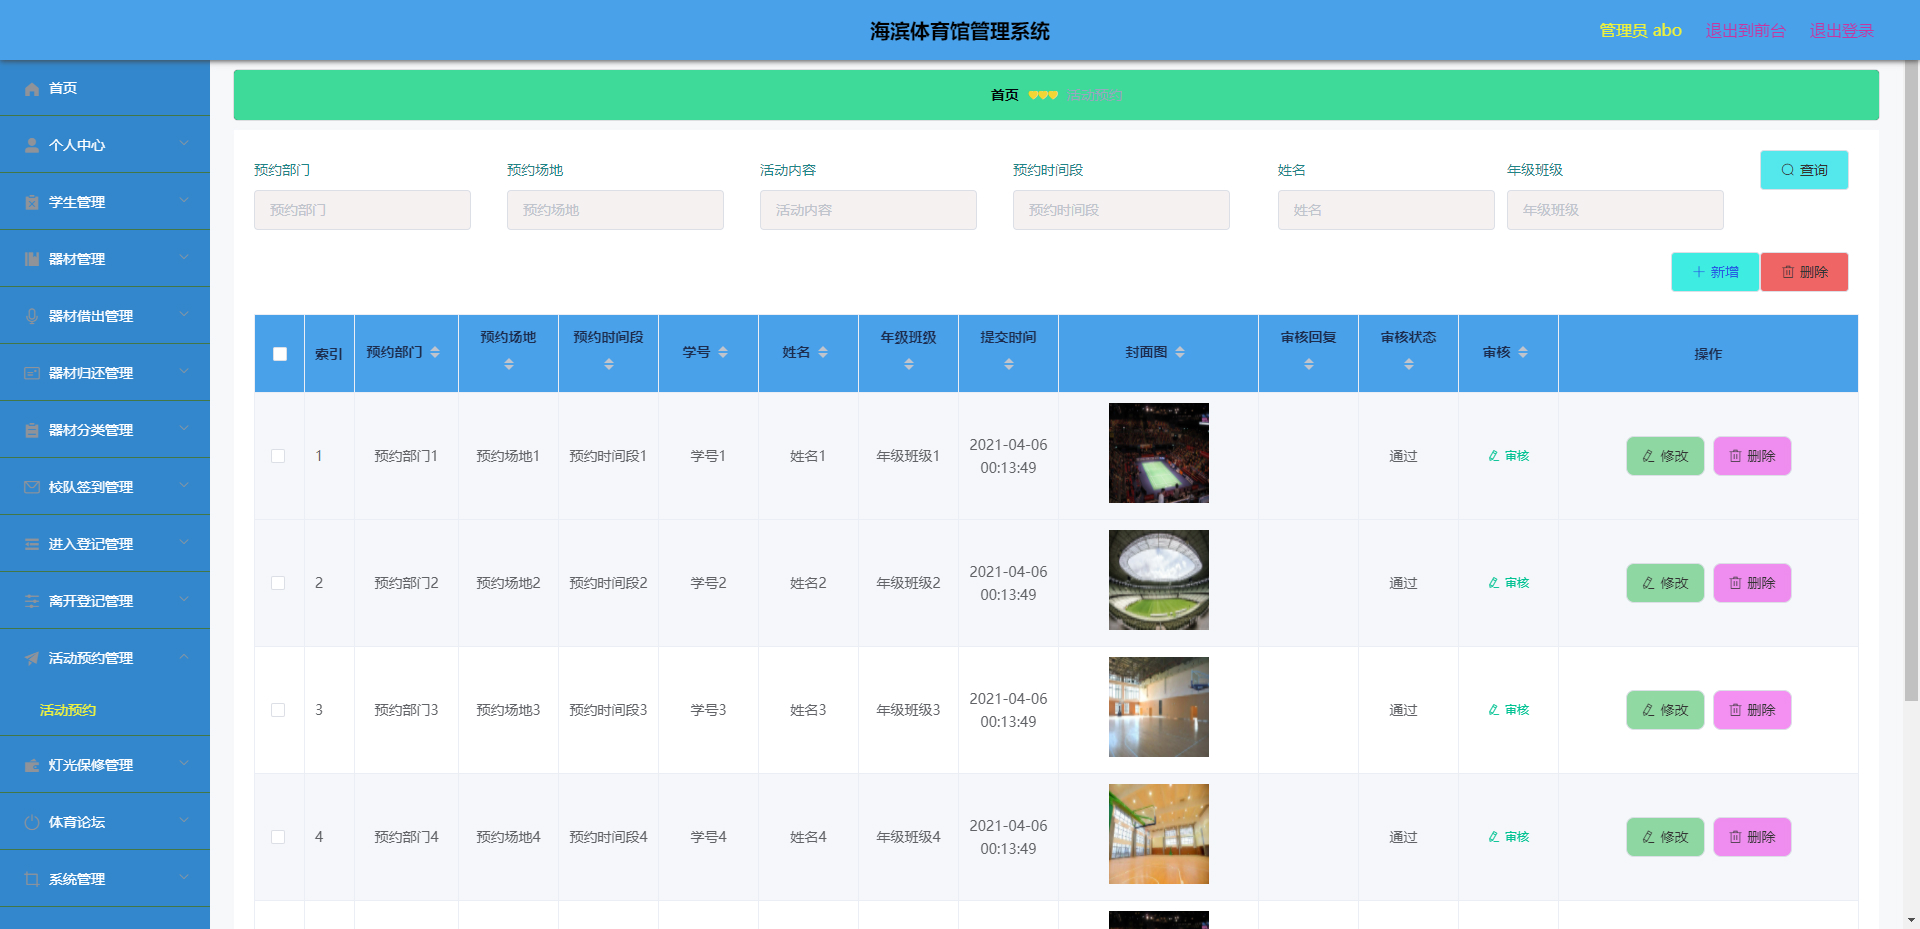 海滨体育馆管理系统
管理员 abo
退出到前台
退出登录
首页
个人中心
学生管理
器材管理
器材借出管理
器材归还管理
器材分类管理
校队签到管理
进入登记管理
离开登记管理
活动预约管理
活动预约
灯光保修管理
体育论坛
系统管理
首页 活动预约
预约部门 预约场地 活动内容 预约时间段 姓名 年级班级
预约部门 预约场地 活动内容 预约时间段 姓名 年级班级 查询
新增 删除
索引 预约部门 预约场地 预约时间段 学号 姓名 年级班级 提交时间 封面图 审核回复 审核状态 审核 操作
1 预约部门1 预约场地1 预约时间段1 学号1 姓名1 年级班级1 2021-04-06 00:13:49 通过 审核 修改 删除
2 预约部门2 预约场地2 预约时间段2 学号2 姓名2 年级班级2 2021-04-06 00:13:49 通过 审核 修改 删除
3 预约部门3 预约场地3 预约时间段3 学号3 姓名3 年级班级3 2021-04-06 00:13:49 通过 审核 修改 删除
4 预约部门4 预约场地4 预约时间段4 学号4 姓名4 年级班级4 2021-04-06 00:13:49 通过 审核 修改 删除